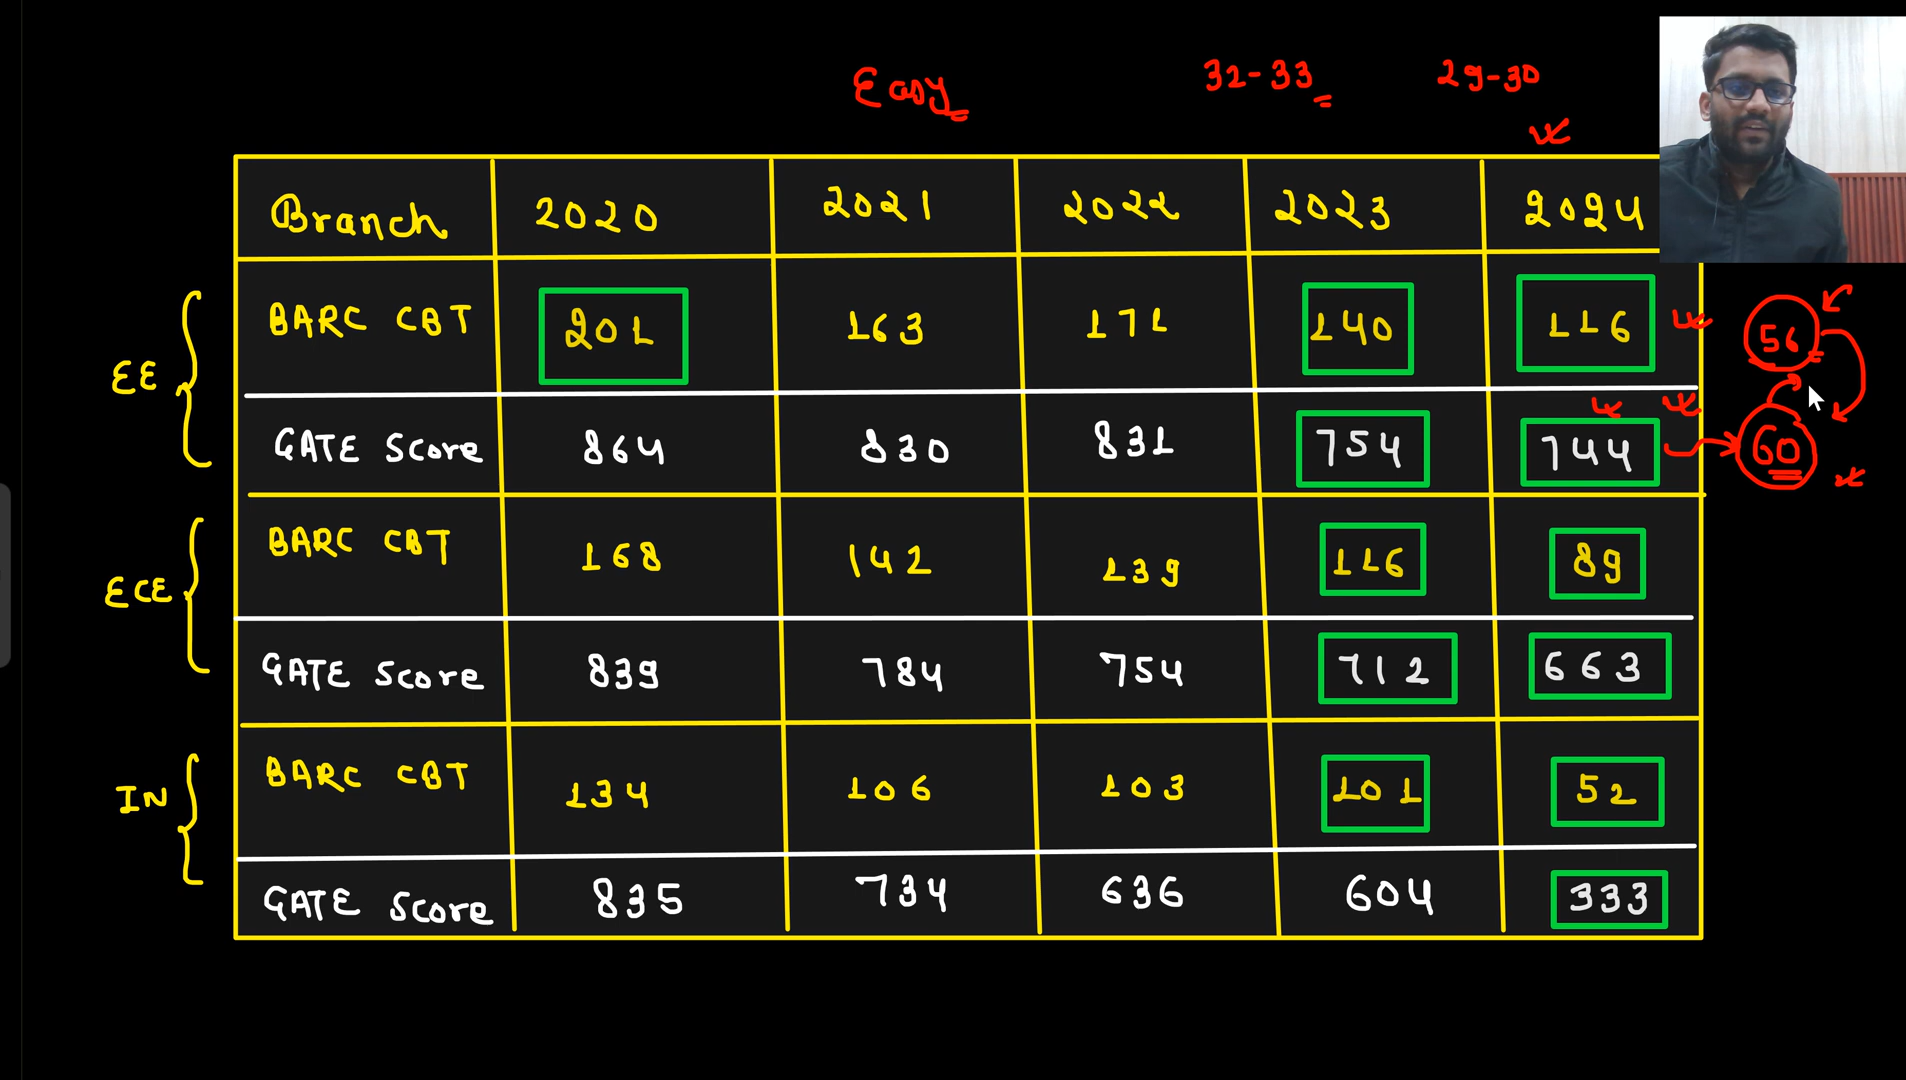 Easy 32-33 29-30
Branch 2020 2021 2022 2023 2024
EE
BARC CBT 201 163 171 140 116 56
GATE Score 864 830 831 754 744 60
ECE
BARC CBT 168 142 139 116 89
GATE Score 839 784 754 712 663
IN
BARC CBT 134 106 103 101 52
GATE Score 835 734 636 604 333